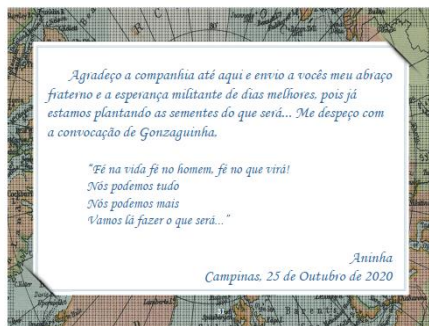 Agradeço a companhia até aqui e envio a vocês meu abraço
fraterno e a esperança militante de dias melhores, pois já
estamos plantando as sementes do que será... Me despeço com
a convocação de Gonzaguinha,
"Fé na vida fé no homem, fé no que virá!
Nós podemos tudo
Nós podemos mais
Vamos lá fazer o que será..."
Aninha
Campinas, 25 de Outubro de 2020